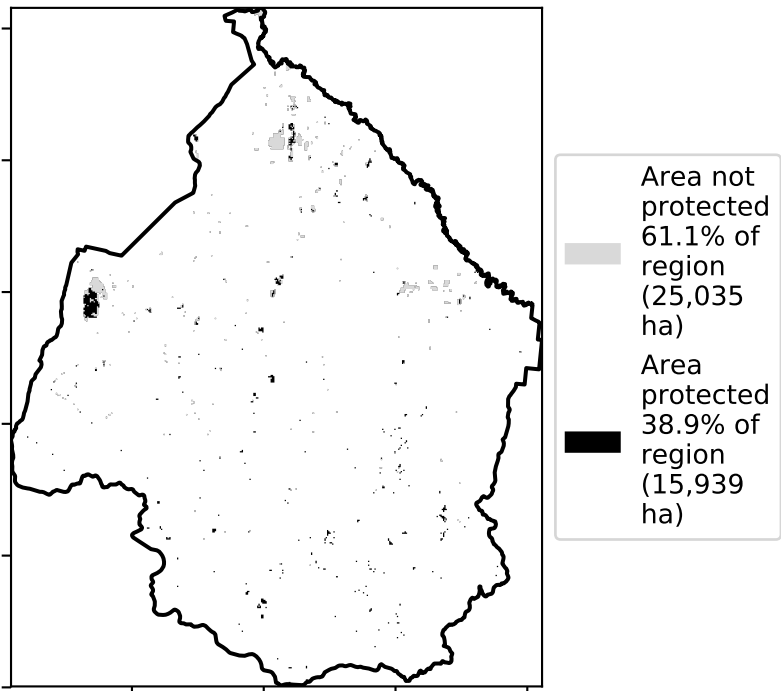 Area not
protected
61.1% of
region
(25,035
ha)
Area
protected
38.9% of
region
(15,939
ha)